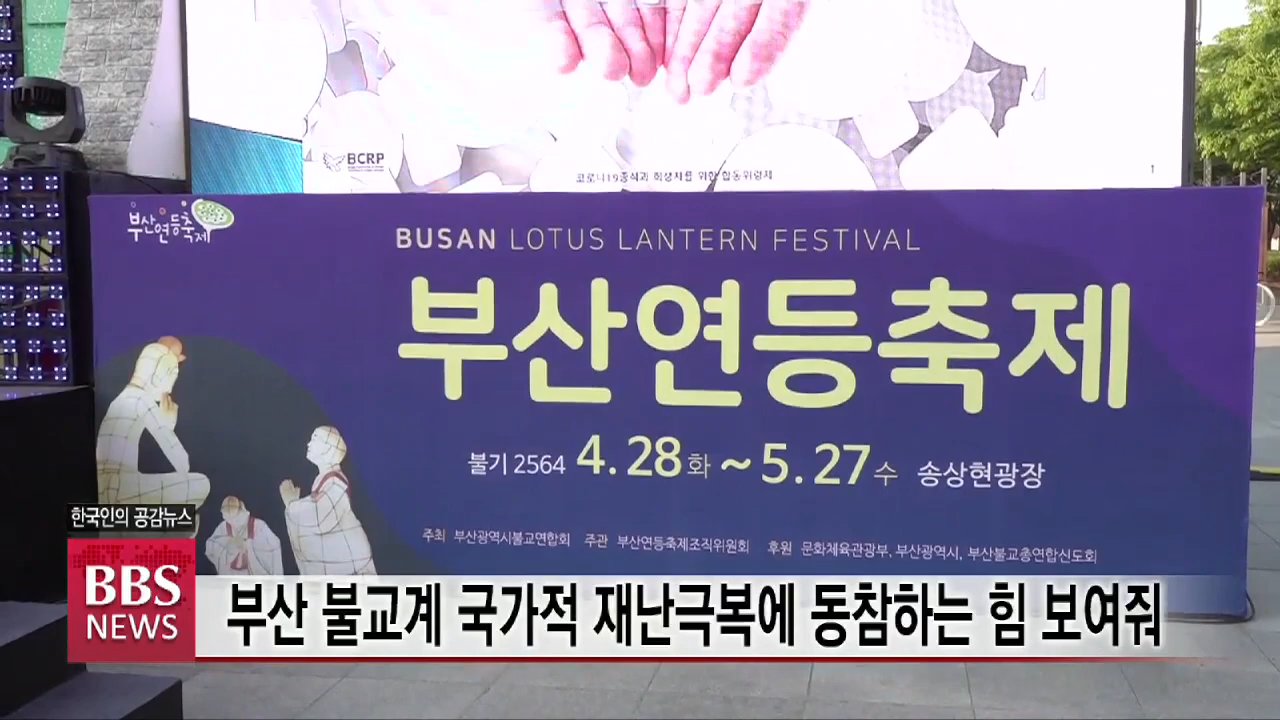 BCRP
코로나19종식과 희생자를 위한 합동위령제
1
부산연등축제
BUSAN LOTUS LANTERN FESTIVAL
부산연등축제
불기 2564 4. 28 화 ~ 5. 27 수 송상현광장
주최 부산광역시불교연합회 주관 부산연등축제조직위원회 후원 문화체육관광부, 부산광역시, 부산불교총연합신도회
한국인의 공감뉴스
BBS
NEWS
부산 불교계 국가적 재난극복에 동참하는 힘 보여줘